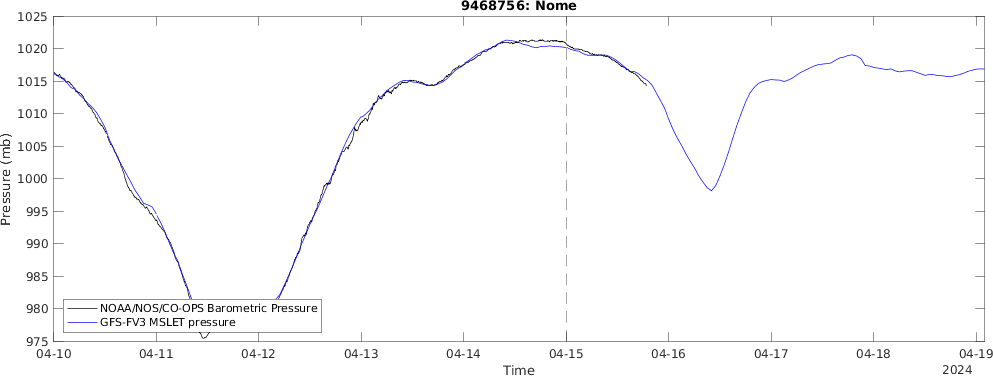 9468756: Nome
1025
1020
1015
1010
1005
1000
995
990
985
980
975
Pressure (mb)
NOAA/NOS/CO-OPS Barometric Pressure
GFS-FV3 MSLET pressure
04-10 04-11 04-12 04-13 04-14 04-15 04-16 04-17 04-18 04-19
Time
2024